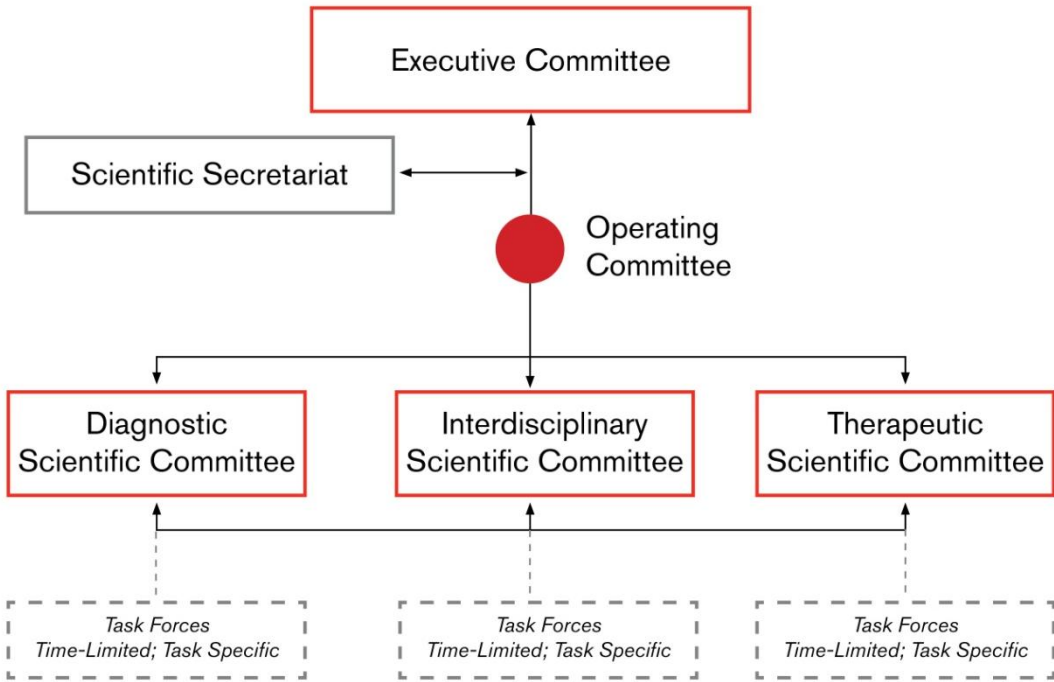 Executive Committee
Scientific Secretariat
Operating
Committee
Diagnostic
Scientific Committee
Interdisciplinary
Scientific Committee
Therapeutic
Scientific Committee
Task Forces
Time-Limited; Task Specific
Task Forces
Time-Limited; Task Specific
Task Forces
Time-Limited; Task Specific